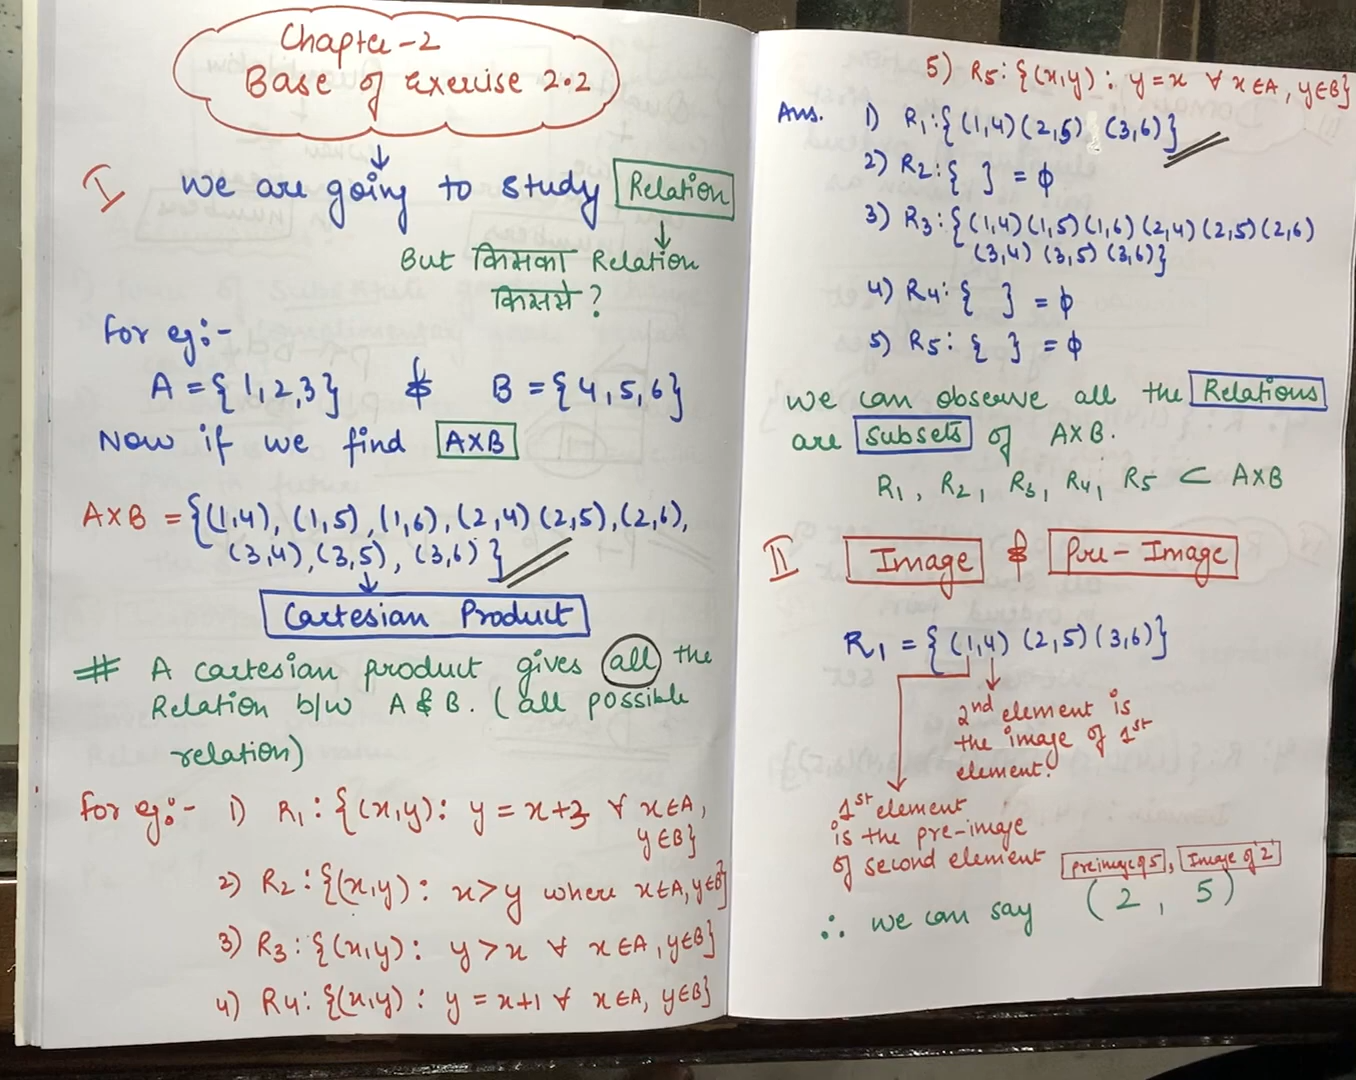 Chapter-2
Base of Exercise 2.2
I we are going to study Relation
But किसका Relation
किससे ?
For eg:-
A = {1,2,3} & B = {4,5,6}
Now if we find A×B
A×B = {(1,4), (1,5), (1,6), (2,4) (2,5), (2,6),
(3,4), (3,5), (3,6)}
Cartesian Product
# A cartesian product gives all the
Relation b/w A & B. (all possible
relation)
For eg:- 1) R₁ : {(x,y): y = x+3 ∀ x∈A,
y∈B}
2) R₂ : {(x,y): x>y where x∈A, y∈B}
3) R₃ : {(x,y): y>x ∀ x∈A, y∈B}
4) R₄ : {(x,y) : y = x+1 ∀ x∈A, y∈B}
5) R₅ : {(x,y) : y=x ∀ x∈A, y∈B}
Ans. 1) R₁ : { (1,4) (2,5) (3,6)}
2) R₂ : { } = ϕ
3) R₃ : {(1,4) (1,5) (1,6) (2,4) (2,5) (2,6)
(3,4) (3,5) (3,6)}
4) R₄ : { } = ϕ
5) R₅ : { } = ϕ
we can observe all the Relations
are Subsets of A×B.
R₁, R₂, R₃, R₄, R₅ ⊂ A×B
II Image & Pre-Image
R₁ = { (1,4) (2,5) (3,6)}
2nd element is
the image of 1st
element.
1st element
is the pre-image
of second element
preimage of 5, Image of 2
∴ we can say (2, 5)